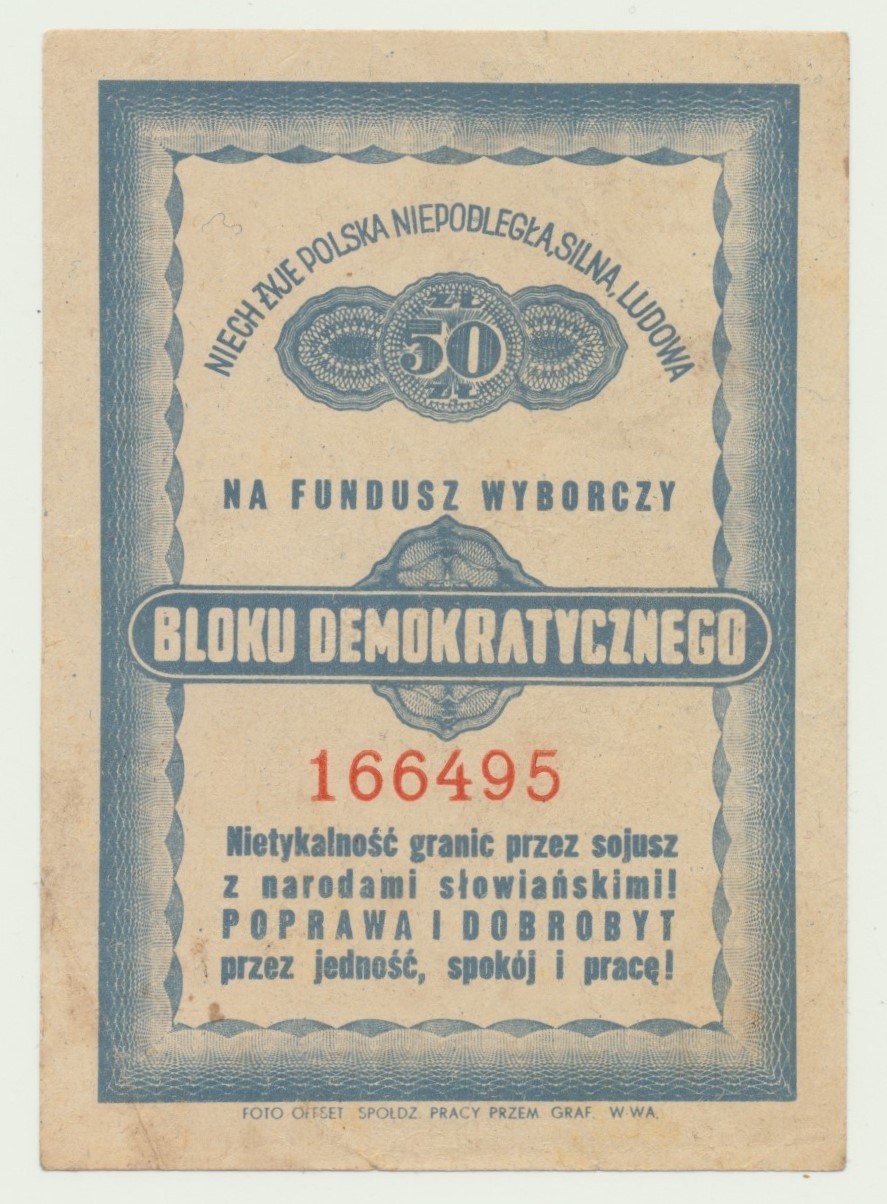 NIECH ŻYJE POLSKA NIEPODLEGŁA, SILNA, LUDOWA
zł
50
zł
NA FUNDUSZ WYBORCZY
BLOKU DEMOKRATYCZNEGO
166495
Nietykalność granic przez sojusz
z narodami słowiańskimi!
POPRAWA I DOBROBYT
przez jedność, spokój i pracę!
FOTO OFFSET SPOŁDZ. PRACY PRZEM GRAF. W-WA.